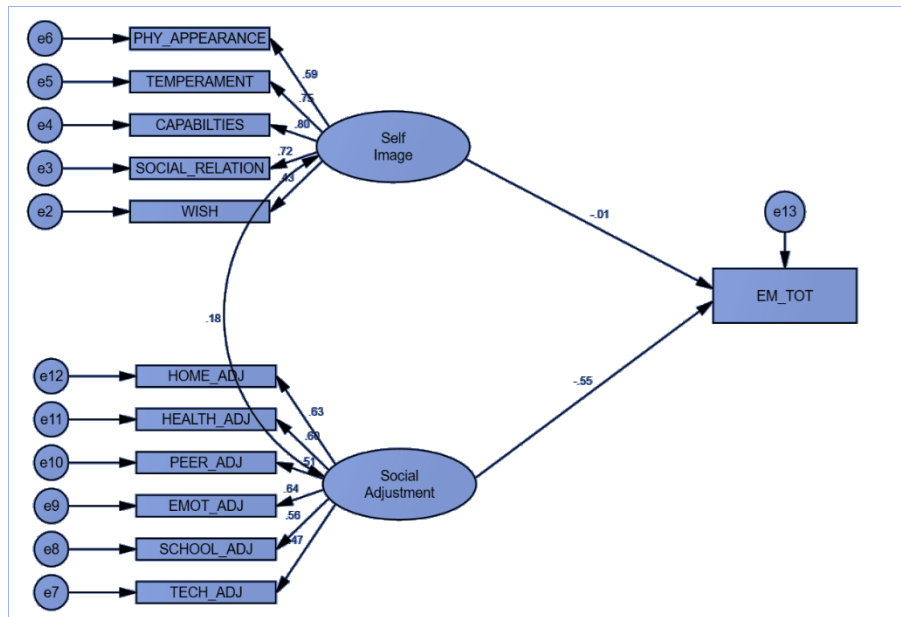 e6
PHY_APPEARANCE
.59
e5
TEMPERAMENT
.75
e4
CAPABILTIES
.80
Self
Image
e3
SOCIAL_RELATION
.72
e2
WISH
.43
-.01
e13
EM_TOT
.18
-.55
e12
HOME_ADJ
.63
e11
HEALTH_ADJ
.60
e10
PEER_ADJ
.51
Social
Adjustment
e9
EMOT_ADJ
.64
e8
SCHOOL_ADJ
.56
.47
e7
TECH_ADJ